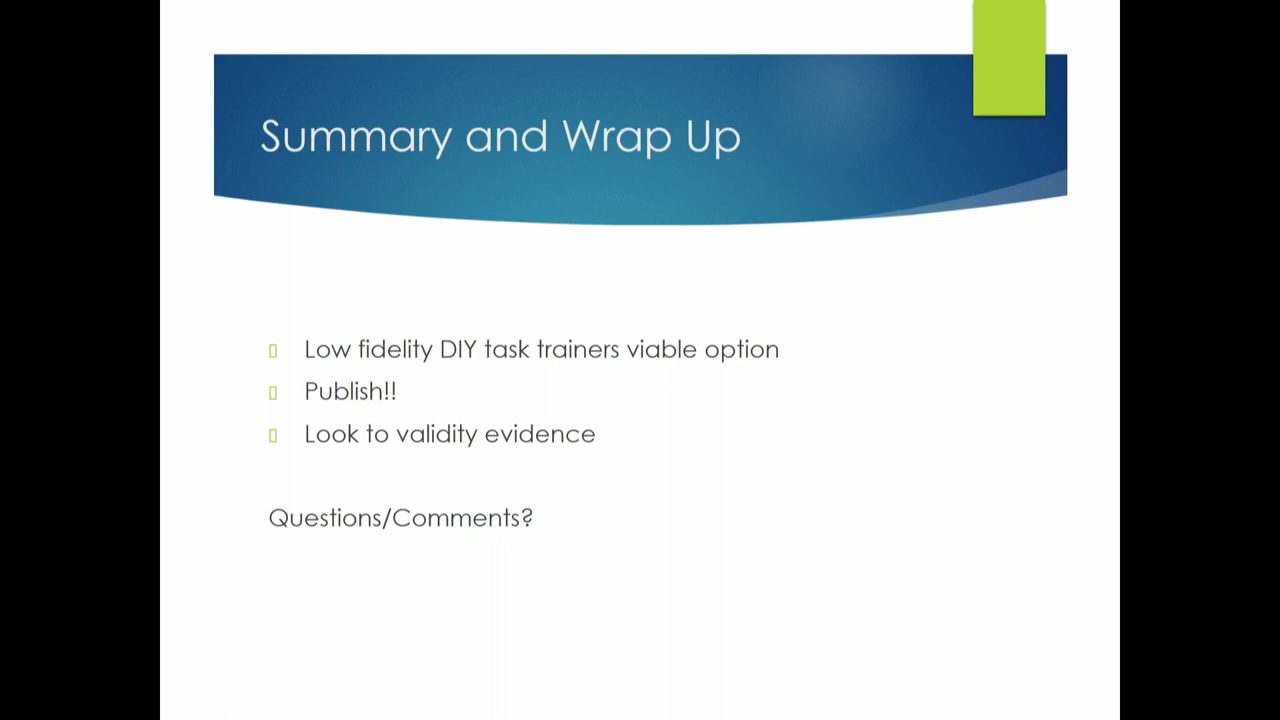 Summary and Wrap Up
Low fidelity DIY task trainers viable option
Publish!!
Look to validity evidence
Questions/Comments?